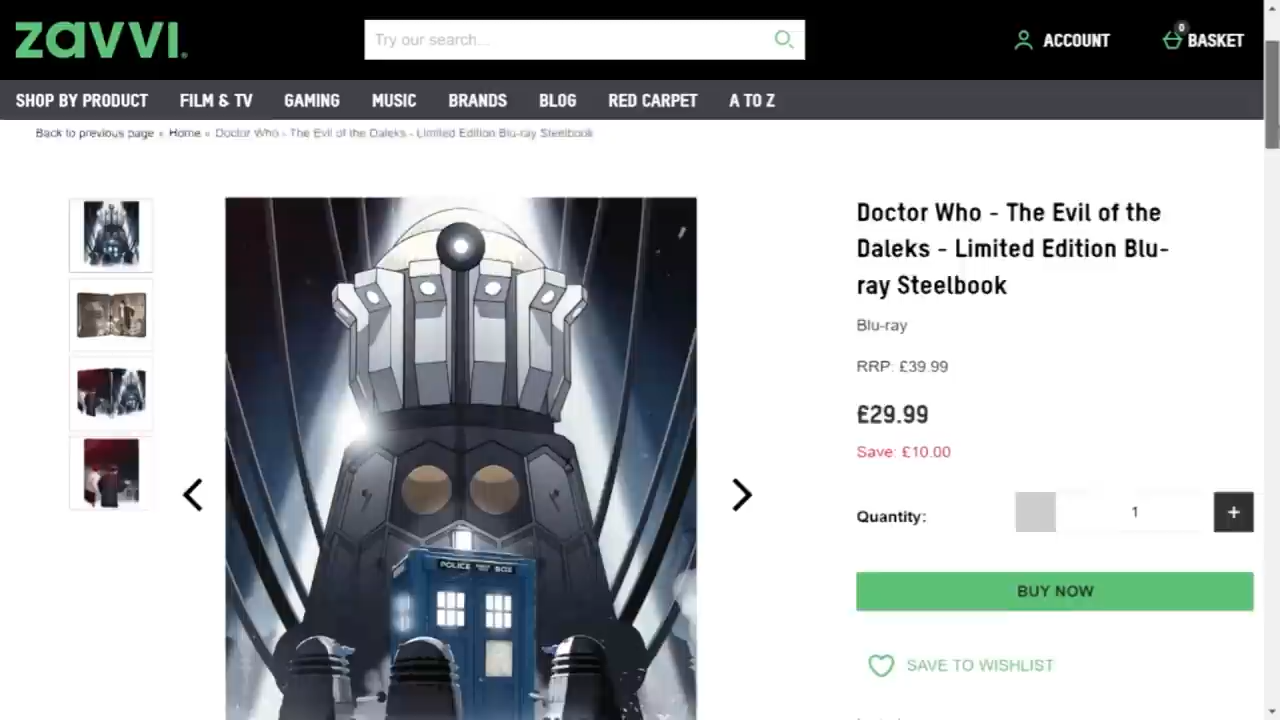 zavvi.
Try our search...
ACCOUNT
0
BASKET
SHOP BY PRODUCT
FILM & TV
GAMING
MUSIC
BRANDS
BLOG
RED CARPET
A TO Z
Back to previous page » Home » Doctor Who - The Evil of the Daleks - Limited Edition Blu-ray Steelbook
Doctor Who - The Evil of the
Daleks - Limited Edition Blu-
ray Steelbook
Blu-ray
RRP: £39.99
£29.99
Save: £10.00
Quantity:
1
+
BUY NOW
SAVE TO WISHLIST
POLICE BOX